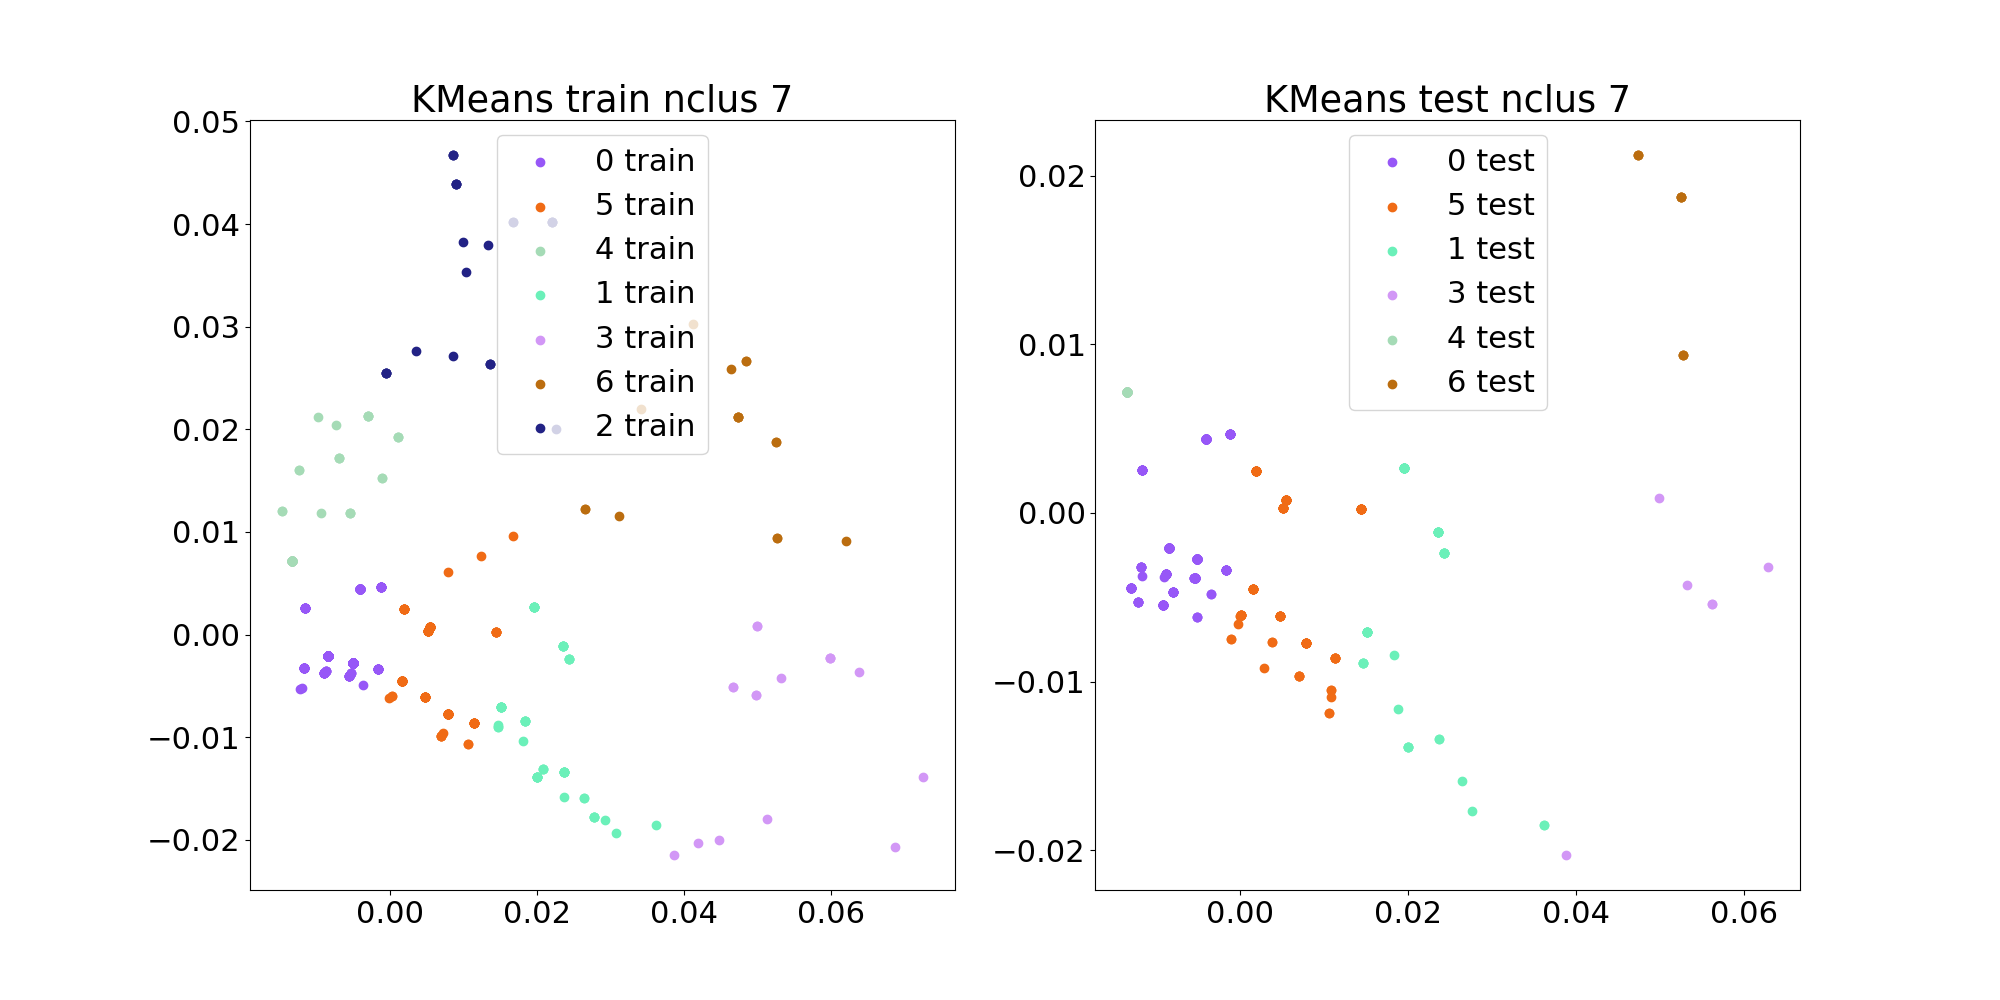 KMeans train nclus 7
0.05
0.04
0.03
0.02
0.01
0.00
−0.01
−0.02
0.00 0.02 0.04 0.06
0 train
5 train
4 train
1 train
3 train
6 train
2 train
KMeans test nclus 7
0.02
0.01
0.00
−0.01
−0.02
0.00 0.02 0.04 0.06
0 test
5 test
1 test
3 test
4 test
6 test